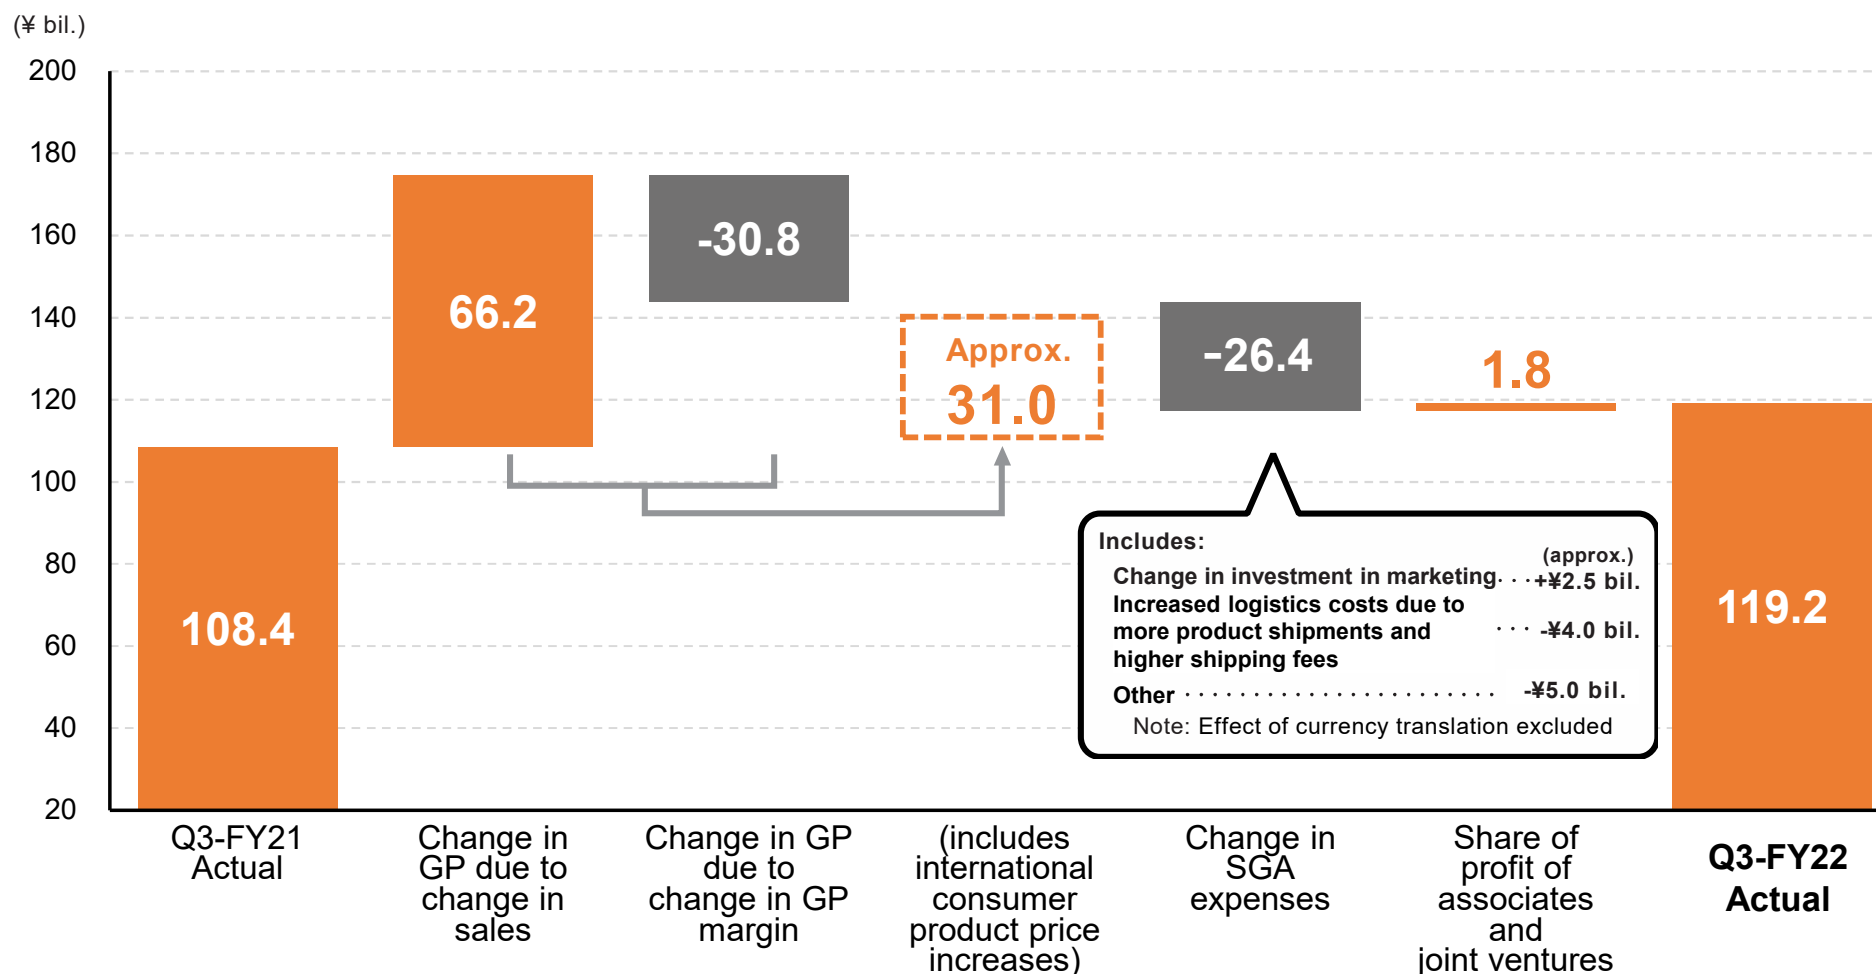 (¥ bil.)
200
180
160
140
120
100
80
60
40
20
108.4
66.2
-30.8
Approx.
31.0
-26.4
1.8
119.2
Includes:
(approx.)
Change in investment in marketing · · · +¥2.5 bil.
Increased logistics costs due to
more product shipments and · · · -¥4.0 bil.
higher shipping fees
Other · · · · · · · · · · · · · · · · · · · · · · · -¥5.0 bil.
Note: Effect of currency translation excluded
Q3-FY21
Actual
Change in
GP due to
change in
sales
Change in GP
due to
change in GP
margin
(includes
international
consumer
product price
increases)
Change in
SGA
expenses
Share of
profit of
associates
and
joint ventures
Q3-FY22
Actual